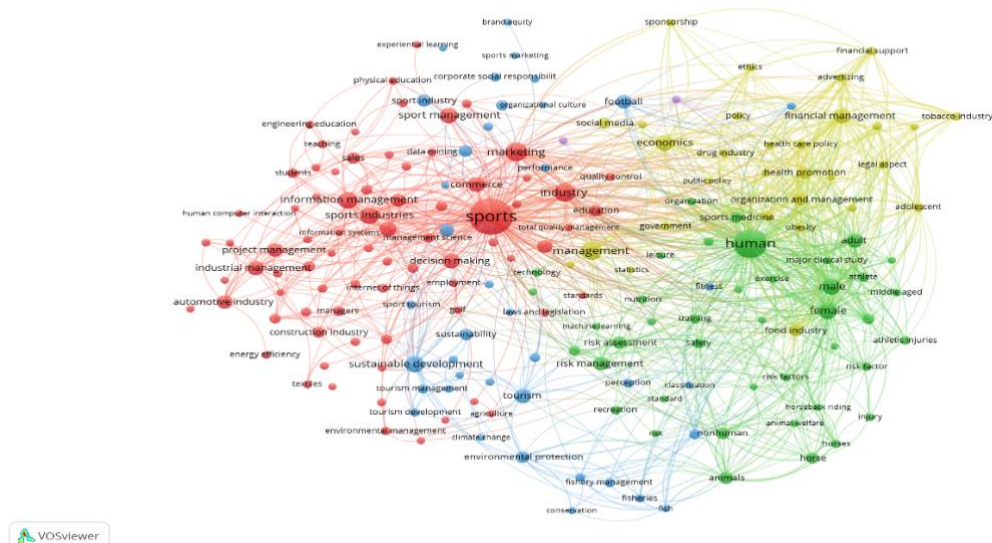 brand equity
sponsorship
experiential learning
sports marketing
financial support
ethics
physical education
corporate social responsibilit
advertizing
sport industry
organizational culture
football
sport management
policy
financial management
tobacco industry
engineering education
social media
teaching
economics
health care policy
sales
data mining
marketing
drug industry
legal aspect
students
performance
quality control
public policy
health promotion
commerce
industry
information management
organization
organization and management
adolescent
human computer interaction
sports industries
sports
education
sports medicine
information systems
total quality management
government
obesity
management science
human
adult
project management
management
leisure
major clinical study
decision making
industrial management
technology
statistics
exercise
athlete
employment
internet of things
fitness
male
middle aged
automotive industry
standards
nutrition
sport tourism
managers
golf
laws and legislation
female
training
construction industry
sustainability
machine learning
food industry
risk assessment
safety
athletic injuries
energy efficiency
sustainable development
risk management
risk factor
risk factors
textiles
tourism management
perception
classification
tourism
standard
tourism development
agriculture
recreation
horseback riding
injury
animal welfare
environmental management
climate change
risk
nonhuman
horses
environmental protection
horse
animals
fishery management
fisheries
conservation
fish
VOSviewer